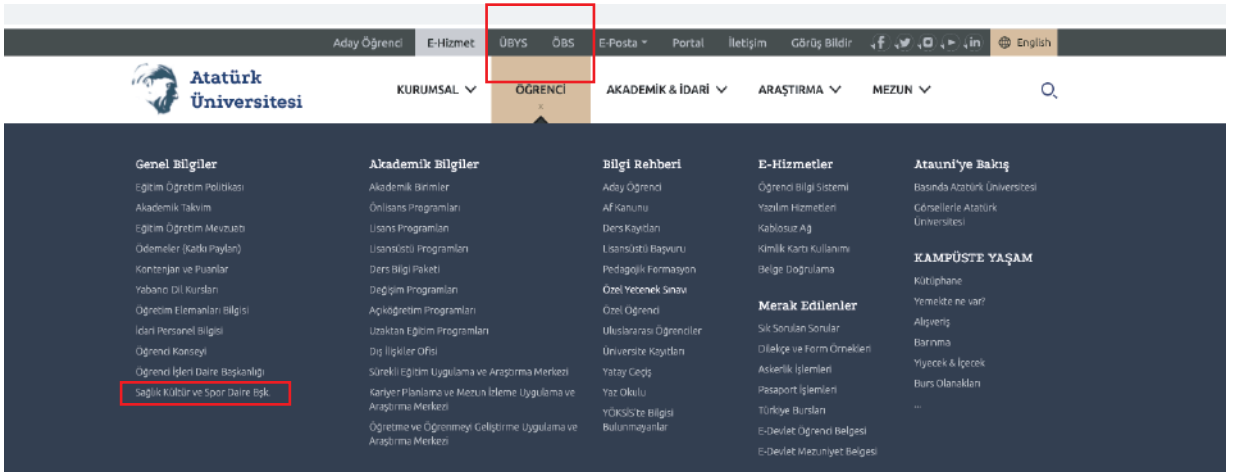 Aday Öğrenci E-Hizmet ÜBYS ÖBS E-Posta Portal İletişim Görüş Bildir English
Atatürk
Üniversitesi
KURUMSAL ÖĞRENCİ AKADEMİK & İDARİ ARAŞTIRMA MEZUN
x
Genel Bilgiler
Eğitim Öğretim Politikası
Akademik Takvim
Eğitim Öğretim Mevzuatı
Ödemeler (Katkı Payları)
Kontenjan ve Puanlar
Yabancı Dil Kursları
Öğretim Elemanları Bilgisi
İdari Personel Bilgisi
Öğrenci Konseyi
Öğrenci İşleri Daire Başkanlığı
Sağlık Kültür ve Spor Daire Bşk.
Akademik Bilgiler
Akademik Birimler
Önlisans Programları
Lisans Programları
Lisansüstü Programları
Ders Bilgi Paketi
Değişim Programları
Açıköğretim Programları
Uzaktan Eğitim Programları
Dış İlişkiler Ofisi
Sürekli Eğitim Uygulama ve Araştırma Merkezi
Kariyer Planlama ve Mezun İzleme Uygulama ve
Araştırma Merkezi
Öğretme ve Öğrenmeyi Geliştirme Uygulama ve
Araştırma Merkezi
Bilgi Rehberi
Aday Öğrenci
Af Kanunu
Ders Kayıtları
Lisansüstü Başvuru
Pedagojik Formasyon
Özel Yetenek Sınavı
Özel Öğrenci
Uluslararası Öğrenciler
Üniversite Kayıtları
Yatay Geçiş
Yaz Okulu
YÖKSİS'te Bilgisi
Bulunmayanlar
E-Hizmetler
Öğrenci Bilgi Sistemi
Yazılım Hizmetleri
Kablosuz Ağ
Kimlik Kartı Kullanımı
Belge Doğrulama
Merak Edilenler
Sık Sorulan Sorular
Dilekçe ve Form Örnekleri
Askerlik İşlemleri
Pasaport İşlemleri
Türkiye Bursları
E-Devlet Öğrenci Belgesi
E-Devlet Mezuniyet Belgesi
Atauni'ye Bakış
Basında Atatürk Üniversitesi
Görsellerle Atatürk
Üniversitesi
KAMPÜSTE YAŞAM
Kütüphane
Yemekte ne var?
Alışveriş
Barınma
Yiyecek & İçecek
Burs Olanakları
...